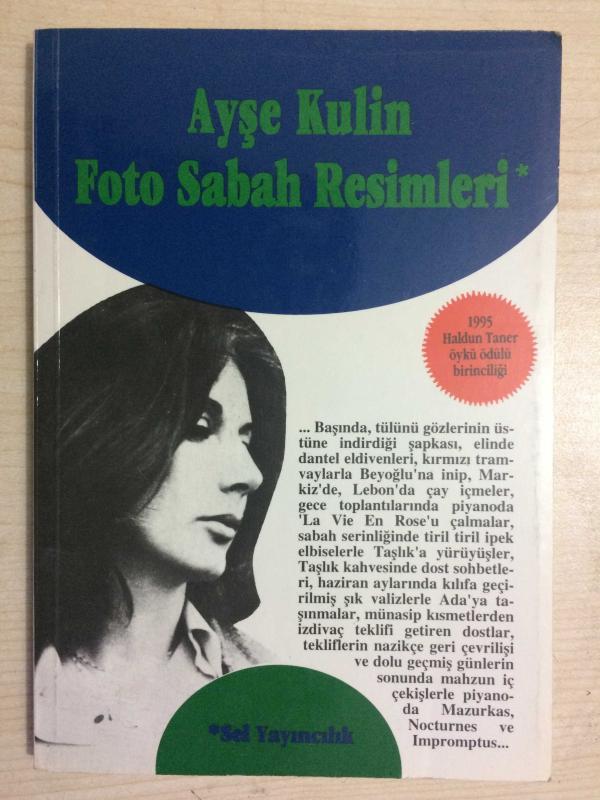 Ayşe Kulin
Foto Sabah Resimleri*
1995
Haldun Taner
öykü ödülü
birinciliği
... Başında, tülünü gözlerinin üs-
tüne indirdiği şapkası, elinde
dantel eldivenleri, kırmızı tram-
vaylarla Beyoğlu'na inip, Mar-
kiz'de, Lebon'da çay içmeler,
gece toplantılarında piyanoda
'La Vie En Rose'u çalmalar,
sabah serinliğinde tiril tiril ipek
elbiselerle Taşlık'a yürüyüşler,
Taşlık kahvesinde dost sohbetle-
ri, haziran aylarında kılıfa geçi-
rilmiş şık valizlerle Ada'ya ta-
şınmalar, münasip kısmetlerden
izdivaç teklifi getiren dostlar,
tekliflerin nazikçe geri çevrilişi
ve dolu geçmiş günlerin
sonunda mahzun iç
çekişlerle piyano-
da Mazurkas,
Nocturnes ve
Impromptus...
*Sel Yayıncılık